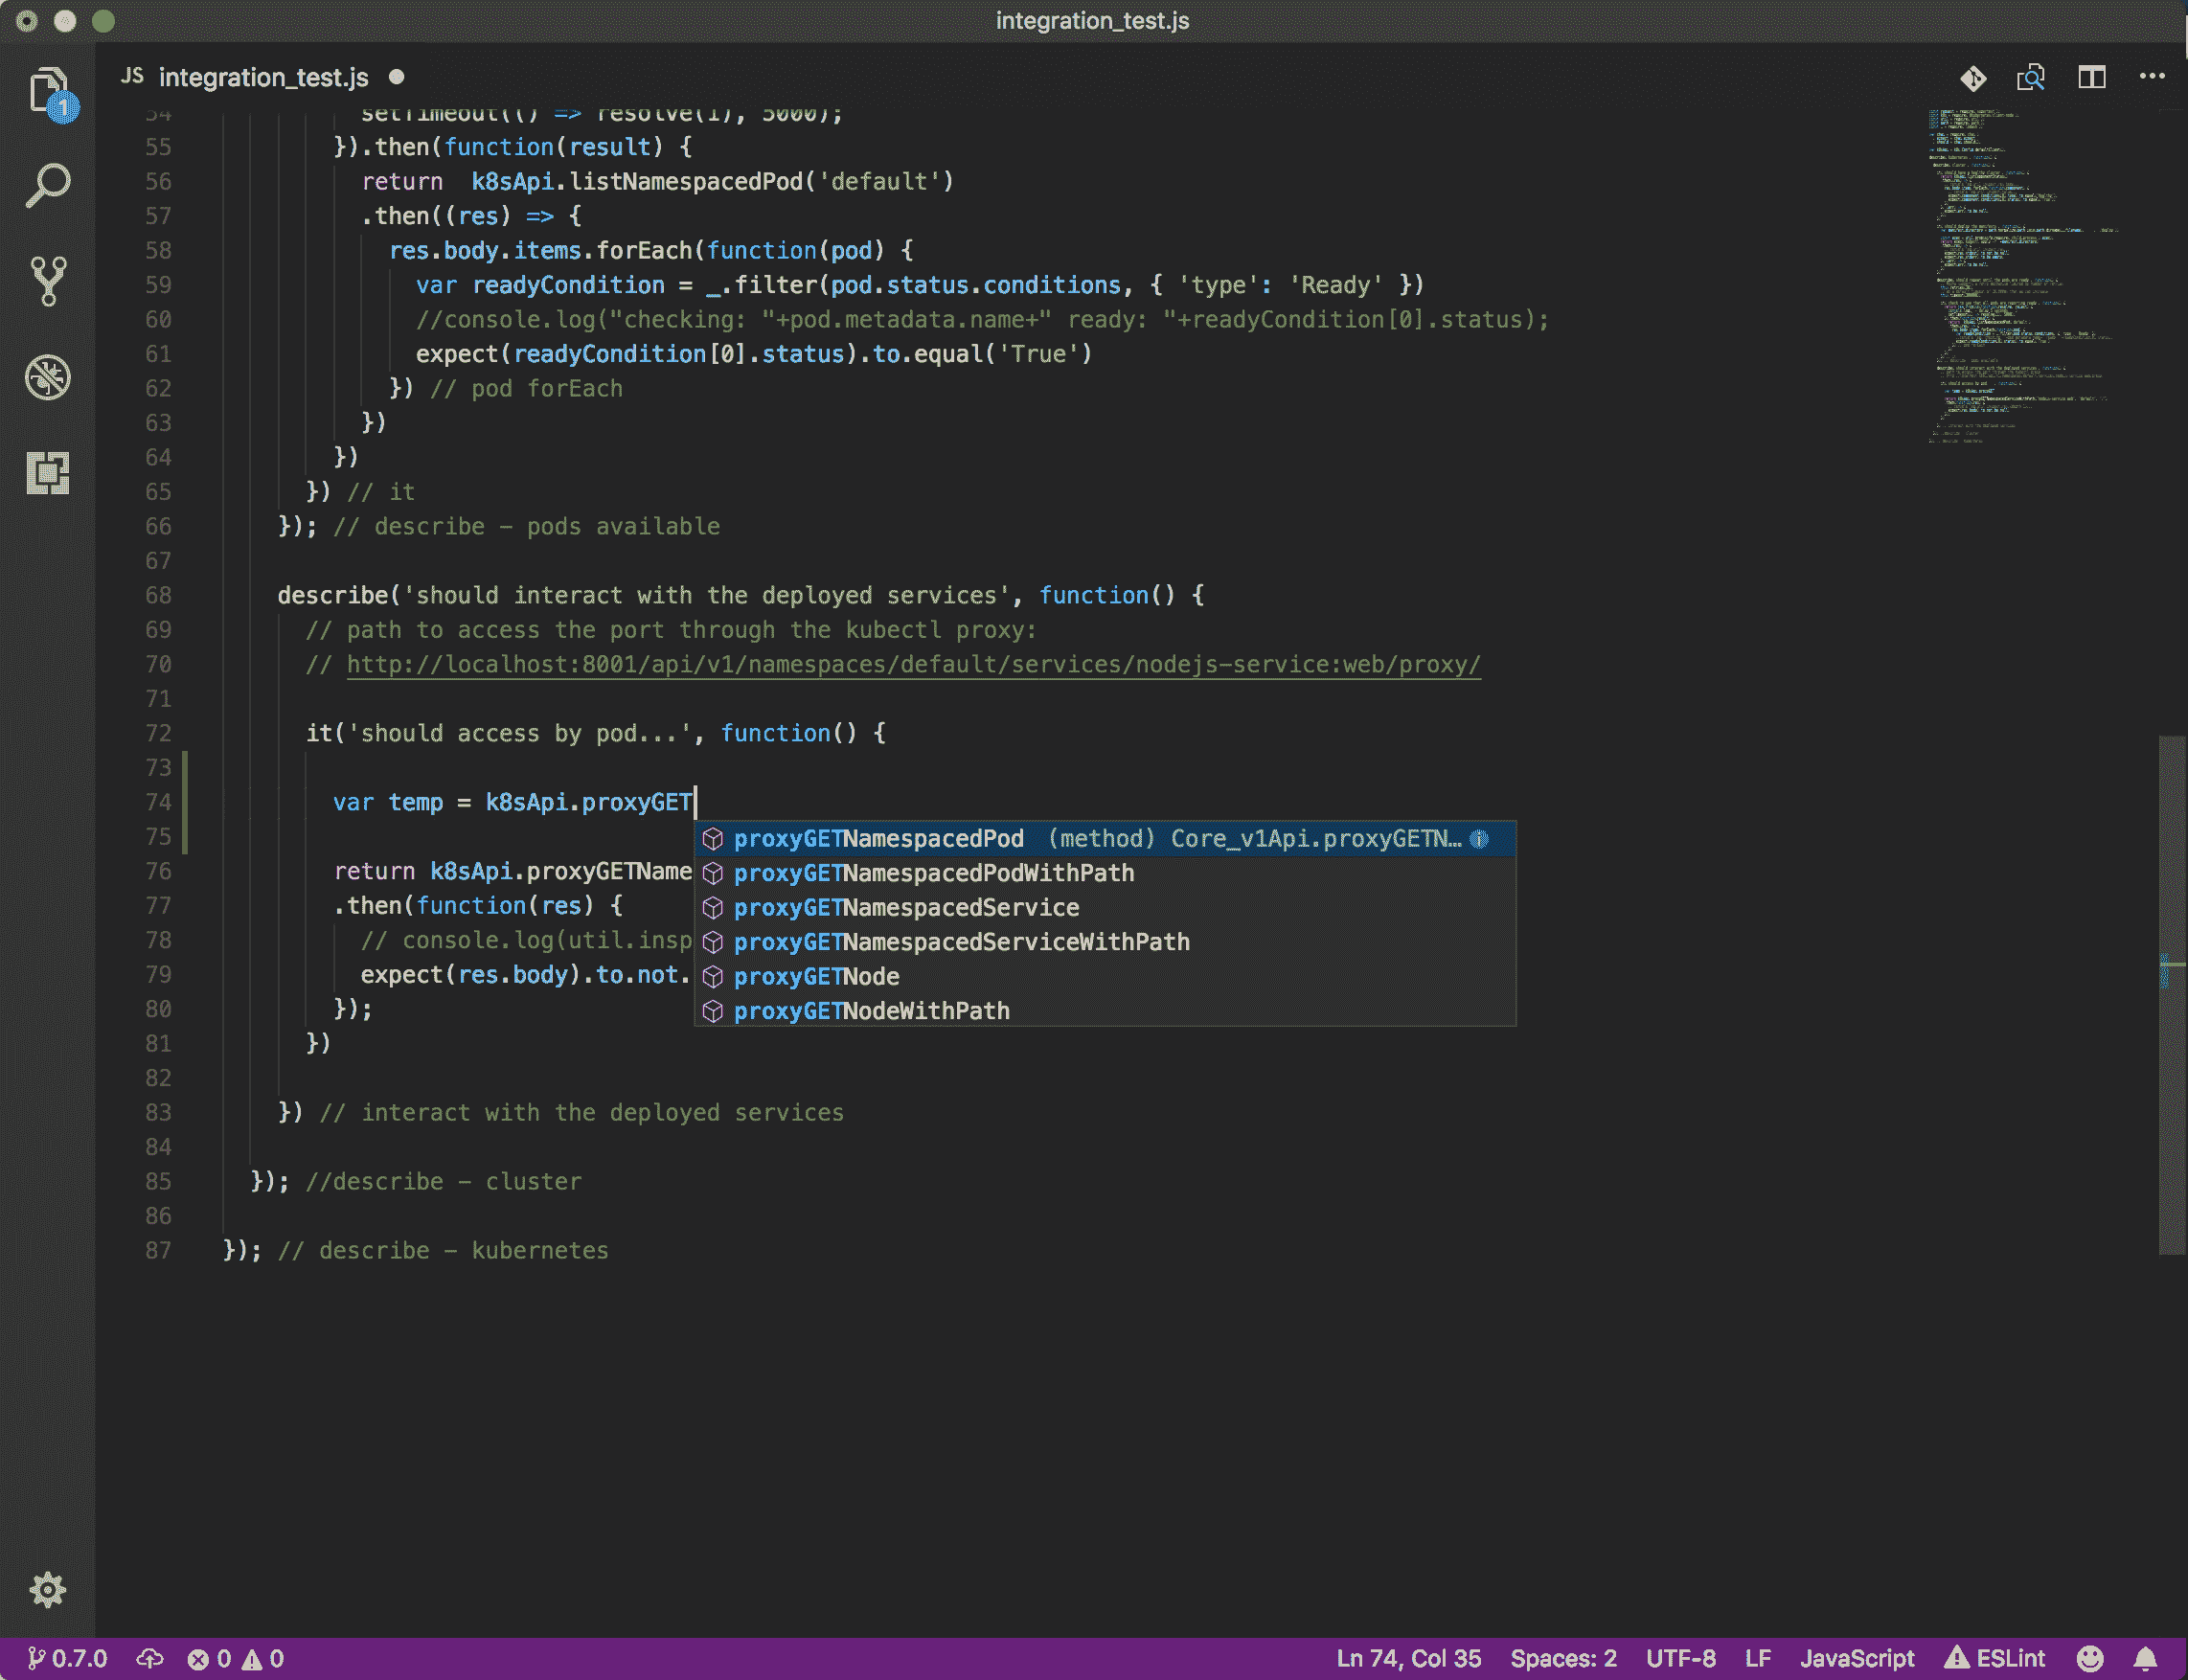 integration_test.js
JS integration_test.js
1
54 setTimeout(() => resolve(1), 5000);
55 }).then(function(result) {
56 return  k8sApi.listNamespacedPod('default')
57 .then((res) => {
58 res.body.items.forEach(function(pod) {
59 var readyCondition = _.filter(pod.status.conditions, { 'type': 'Ready' })
60 //console.log("checking: "+pod.metadata.name+" ready: "+readyCondition[0].status);
61 expect(readyCondition[0].status).to.equal('True')
62 }) // pod forEach
63 })
64 })
65 }) // it
66 }); // describe - pods available
67
68 describe('should interact with the deployed services', function() {
69 // path to access the port through the kubectl proxy:
70 // http://localhost:8001/api/v1/namespaces/default/services/nodejs-service:web/proxy/
71
72 it('should access by pod...', function() {
73
74 var temp = k8sApi.proxyGET
75 proxyGETNamespacedPod (method) Core_v1Api.proxyGETN…
76 return k8sApi.proxyGETName proxyGETNamespacedPodWithPath
77 .then(function(res) { proxyGETNamespacedService
78 // console.log(util.insp proxyGETNamespacedServiceWithPath
79 expect(res.body).to.not. proxyGETNode
80 }); proxyGETNodeWithPath
81 })
82
83 }) // interact with the deployed services
84
85 }); //describe - cluster
86
87 }); // describe - kubernetes
0.7.0 0 0 Ln 74, Col 35 Spaces: 2 UTF-8 LF JavaScript ESLint